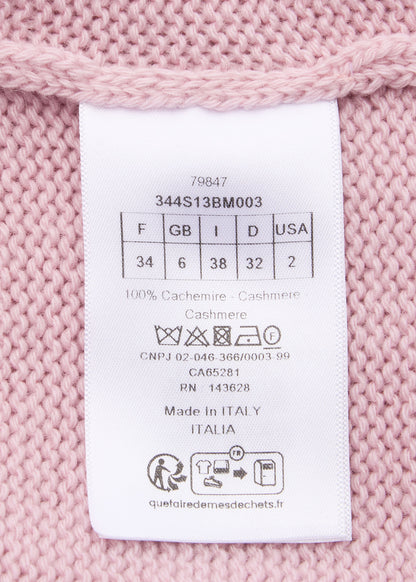 79847
344S13BM003
F GB I D USA
34 6 38 32 2
100% Cachemire - Cashmere
Cashmere
F
CNPJ 02-046-366/0003-99
CA65281
RN : 143628
Made In ITALY
ITALIA
FR
quefairedemesdechets.fr